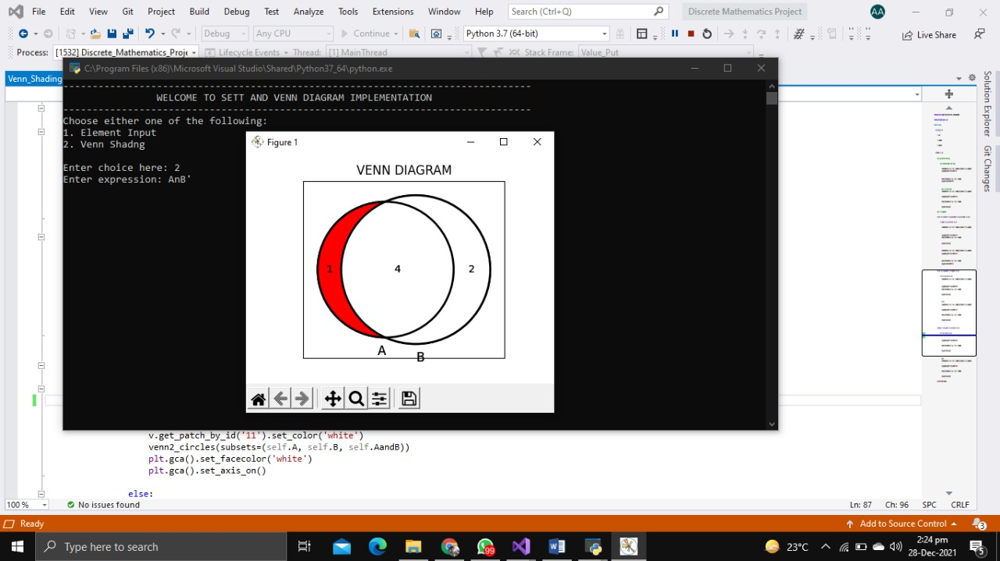 File Edit View Git Project Build Debug Test Analyze Tools Extensions Window Help Search (Ctrl+Q) Discrete Mathematics Project AA
Debug Any CPU Continue Python 3.7 (64-bit) Live Share
Process: [1532] Discrete_Mathematics_Proje Lifecycle Events Thread: [1] MainThread Stack Frame: Value_Put
C:\Program Files (x86)\Microsoft Visual Studio\Shared\Python37_64\python.exe
Venn_Shading
Solution Explorer
Git Changes
WELCOME TO SETT AND VENN DIAGRAM IMPLEMENTATION
Choose either one of the following:
1. Element Input
2. Venn Shadng
Enter choice here: 2
Enter expression: AnB'
Figure 1
VENN DIAGRAM
1
2
A
B
v.get_patch_by_id('11').set_color('white')
venn2_circles(subsets=(self.A, self.B, self.AandB))
plt.gca().set_facecolor('white')
plt.gca().set_axis_on()
else:
100 % No issues found Ln: 87 Ch: 96 SPC CRLF
Ready Add to Source Control 3
Type here to search 99 23°C 2:24 pm
28-Dec-2021 5